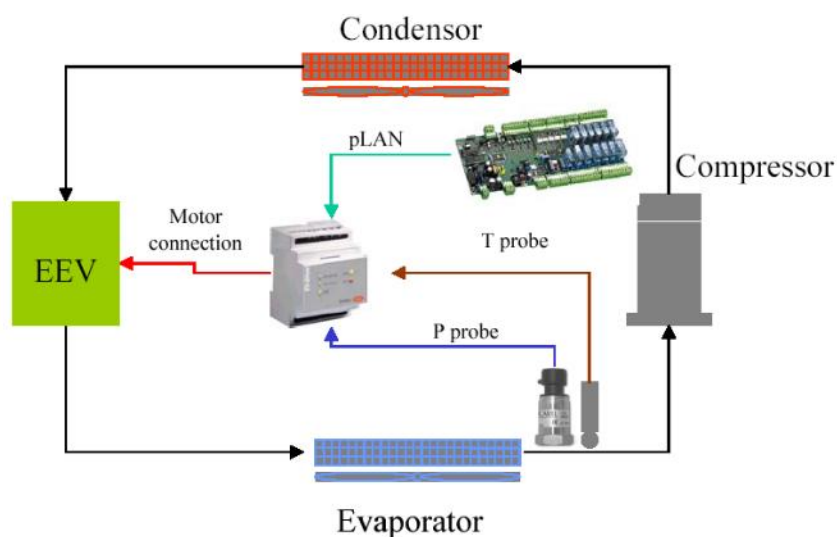 Condensor
pLAN
Compressor
Motor
connection
T probe
EEV
P probe
Evaporator